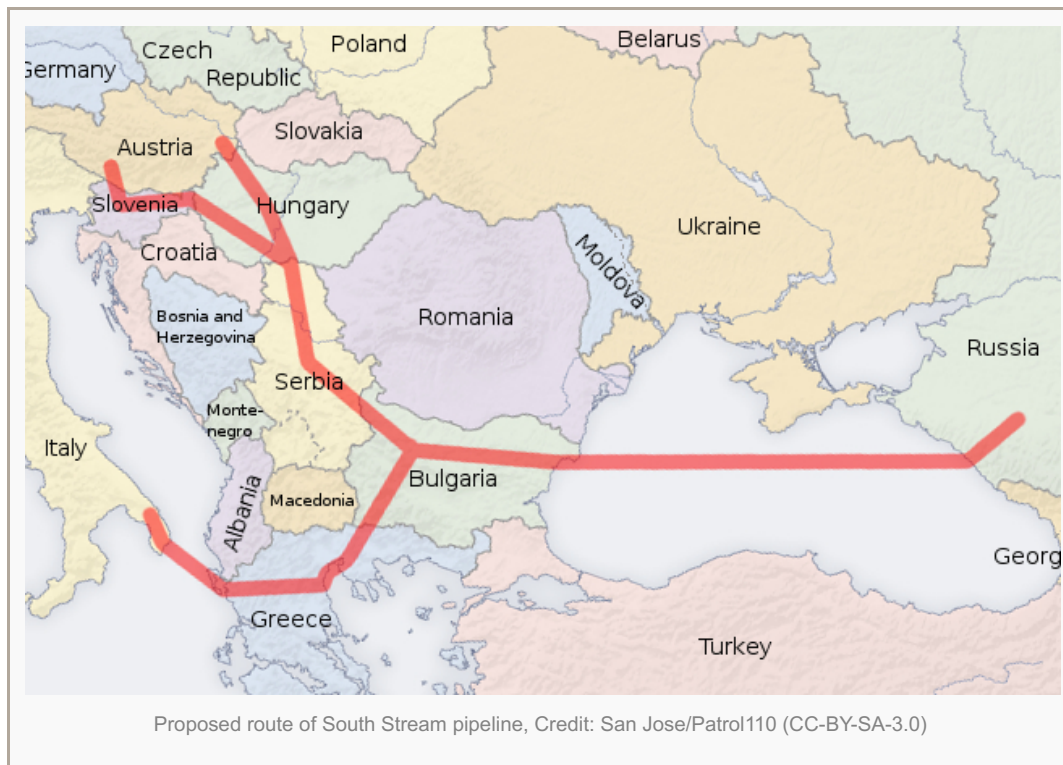 Poland
Belarus
Czech
Republic
Germany
Slovakia
Austria
Slovenia
Hungary
Ukraine
Croatia
Moldova
Bosnia and
Herzegovina
Romania
Russia
Serbia
Monte-
negro
Italy
Bulgaria
Albania
Macedonia
Georg
Greece
Turkey
Proposed route of South Stream pipeline, Credit: San Jose/Patrol110 (CC-BY-SA-3.0)